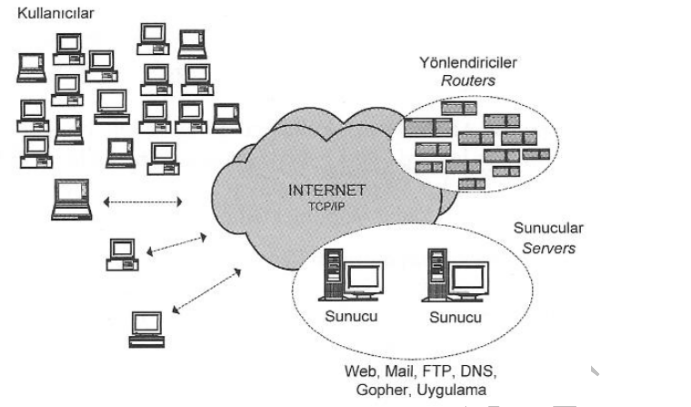 Kullanıcılar
Yönlendiriciler
Routers
INTERNET
TCP/IP
Sunucular
Servers
Sunucu
Sunucu
Web, Mail, FTP, DNS,
Gopher, Uygulama